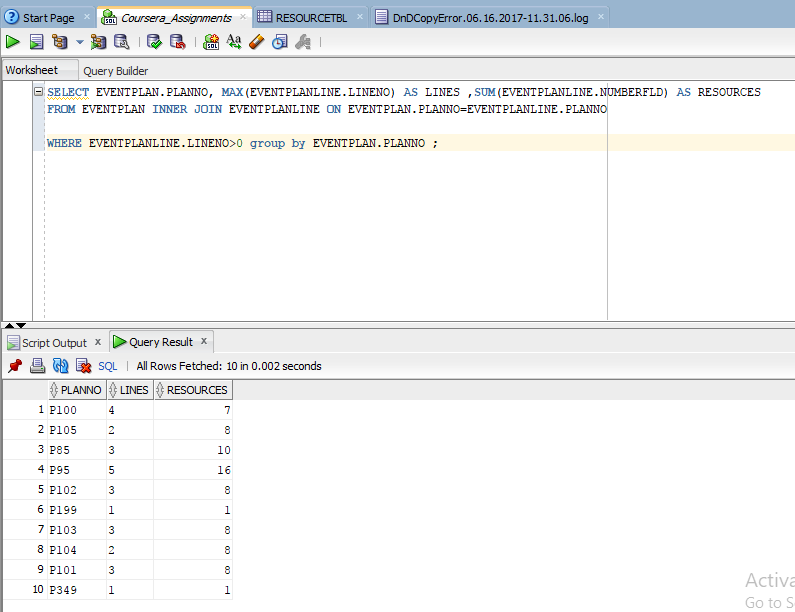 Start Page Coursera_Assignments RESOURCETBL DnDCopyError.06.16.2017-11.31.06.log
Worksheet Query Builder
SELECT EVENTPLAN.PLANNO, MAX(EVENTPLANLINE.LINENO) AS LINES ,SUM(EVENTPLANLINE.NUMBERFLD) AS RESOURCES
FROM EVENTPLAN INNER JOIN EVENTPLANLINE ON EVENTPLAN.PLANNO=EVENTPLANLINE.PLANNO
WHERE EVENTPLANLINE.LINENO>0 group by EVENTPLAN.PLANNO ;
Script Output x Query Result x
SQL | All Rows Fetched: 10 in 0.002 seconds
PLANNO LINES RESOURCES
1 P100 4 7
2 P105 2 8
3 P85 3 10
4 P95 5 16
5 P102 3 8
6 P199 1 1
7 P103 3 8
8 P104 2 8
9 P101 3 8
10 P349 1 1
Activa
Go to S